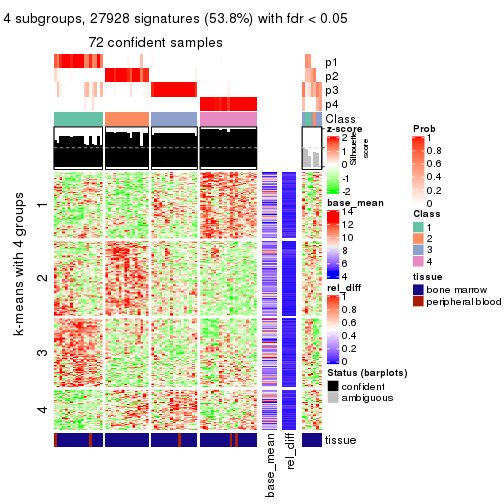 4 subgroups, 27928 signatures (53.8%) with fdr < 0.05
72 confident samples
p1
p2
p3
p4
Class
Silhouette
score
k-means with 4 groups
1
2
3
4
base_mean
rel_diff
tissue
z-score
2
1
0
-1
-2
base_mean
14
12
10
8
6
4
rel_diff
1
0.8
0.6
0.4
0.2
0
Status (barplots)
confident
ambiguous
Prob
1
0.8
0.6
0.4
0.2
0
Class
1
2
3
4
tissue
bone marrow
peripheral blood